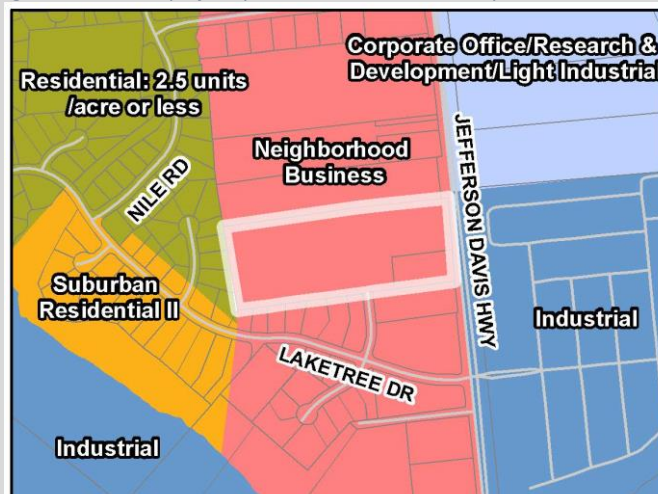 Corporate Office/Research &
Development/Light Industrial
Residential: 2.5 units
/acre or less
Neighborhood
Business
NILE RD
JEFFERSON DAVIS HWY
Suburban
Residential II
Industrial
LAKETREE DR
Industrial